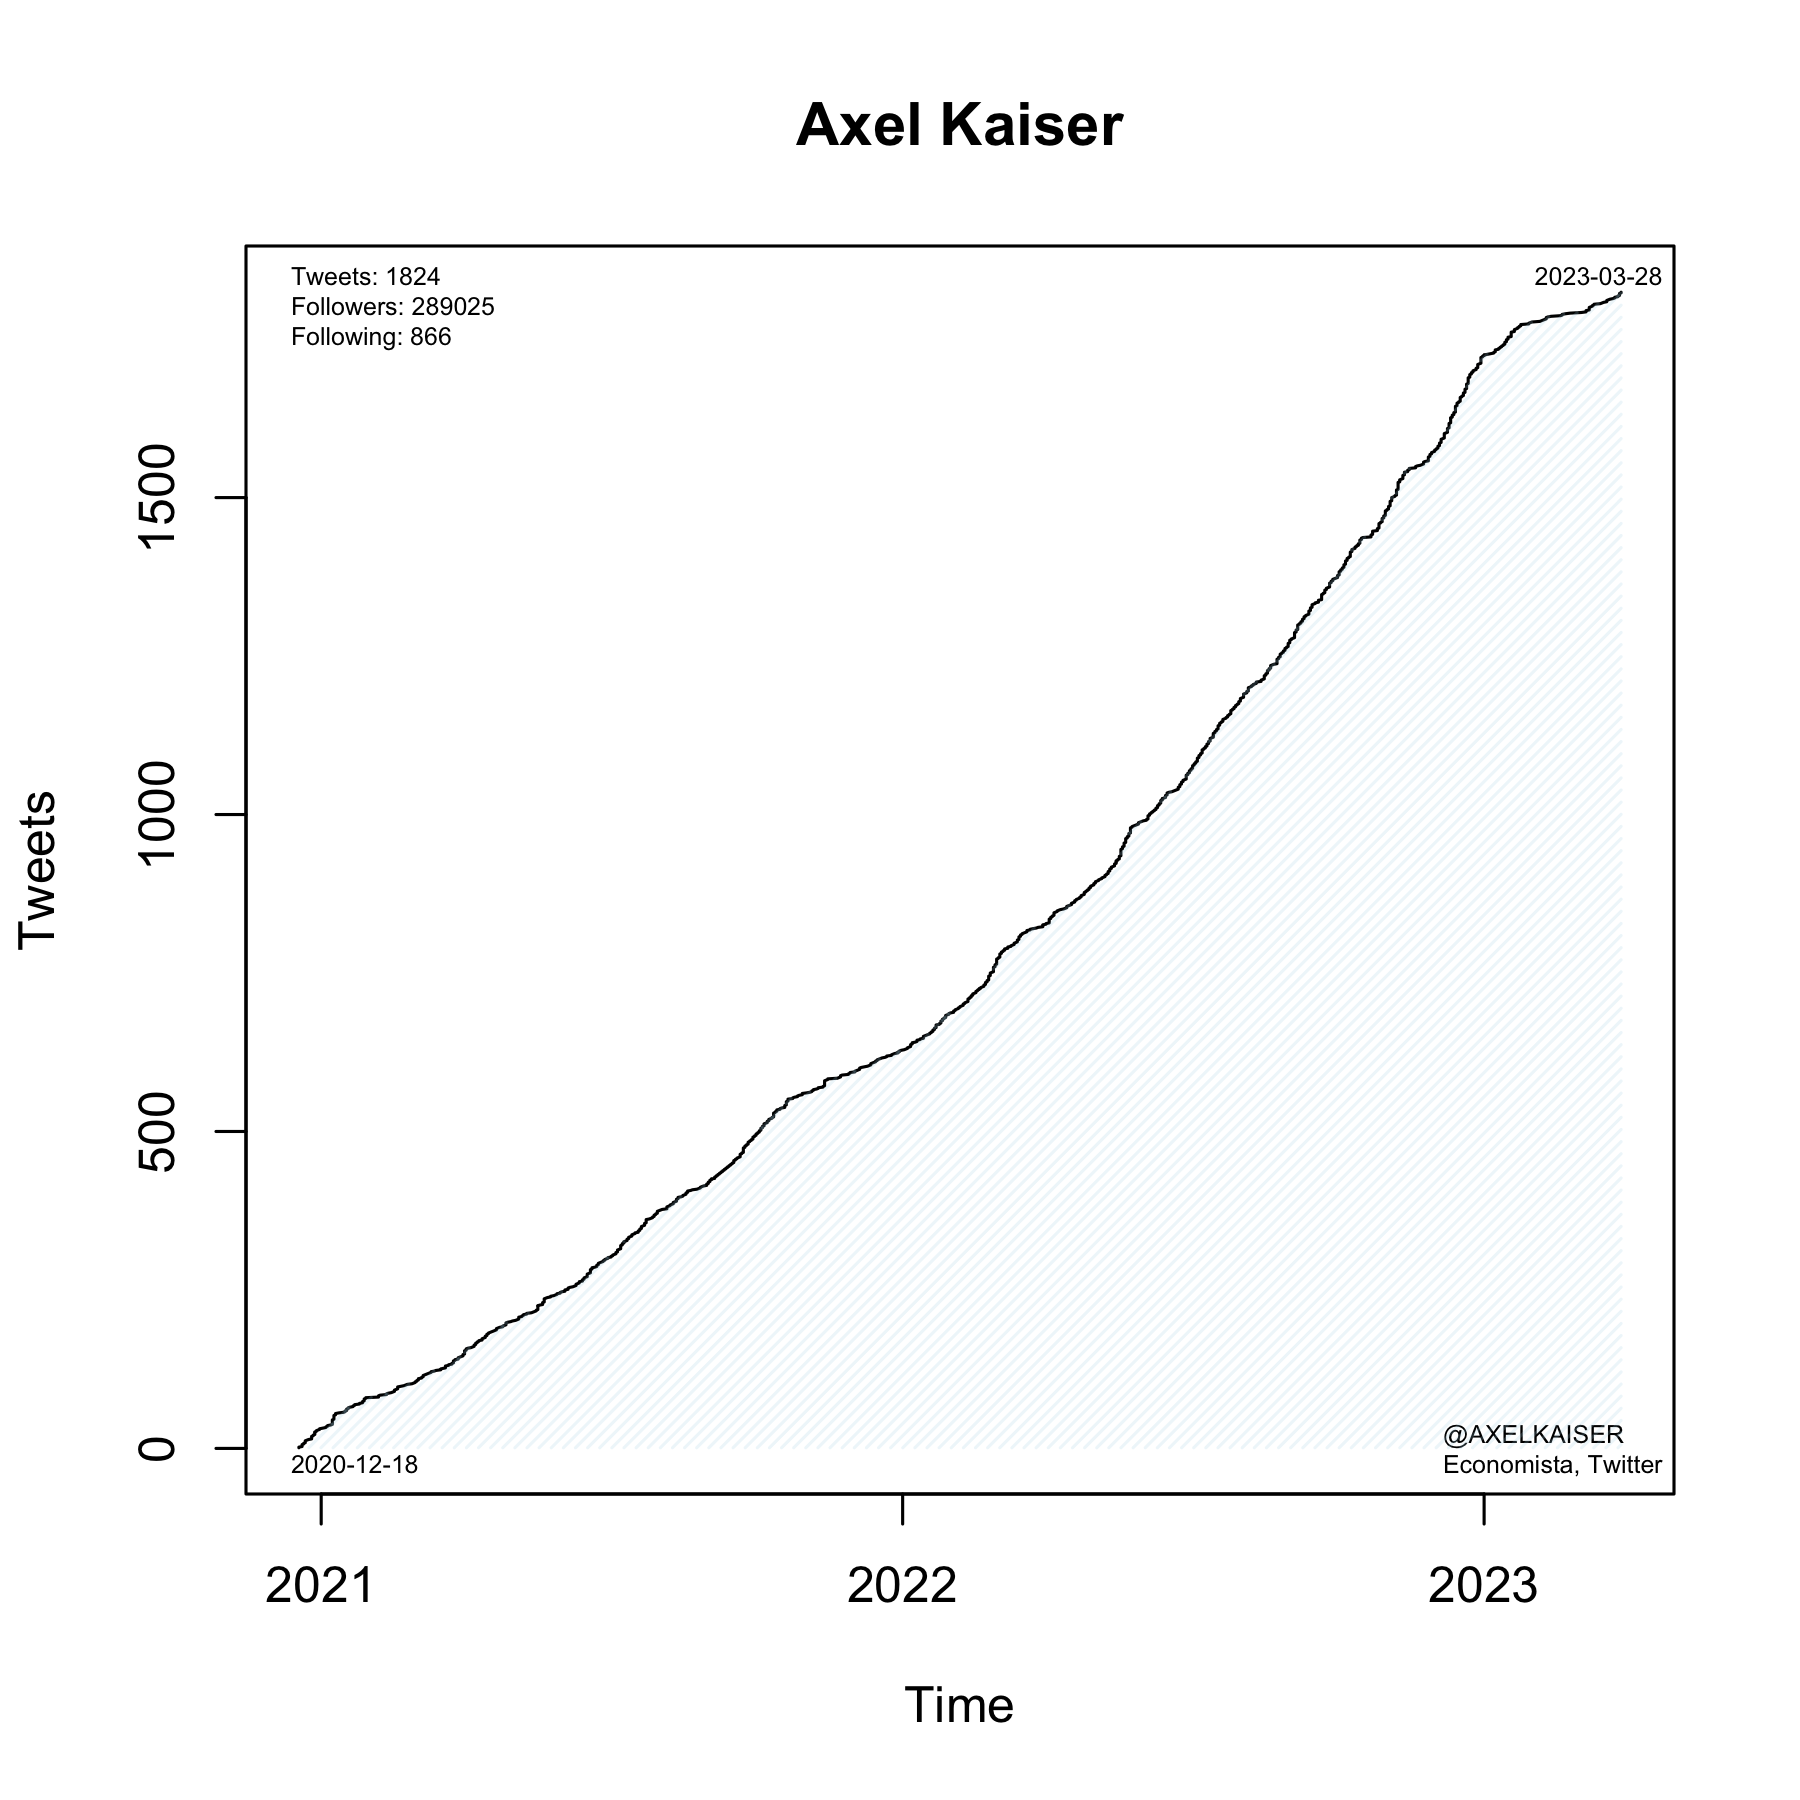 Axel Kaiser
Tweets: 1824
Followers: 289025
Following: 866
2023-03-28
1500
1000
500
0
Tweets
@AXELKAISER
Economista, Twitter
2020-12-18
2021
2022
2023
Time